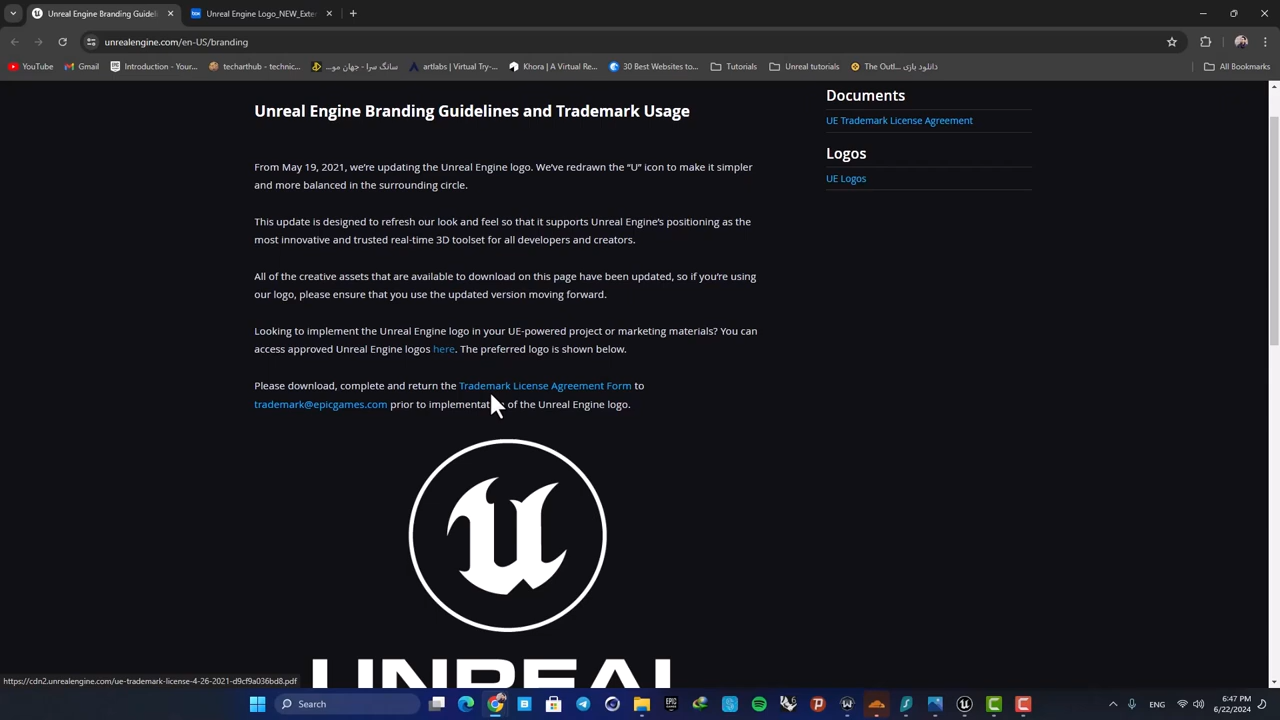 Unreal Engine Branding Guideli
Unreal Engine Logo_NEW_Exter
unrealengine.com/en-US/branding
YouTube
Gmail
Introduction - Your...
techarthub - technic...
سانگ سرا - جهان مو...
artlabs | Virtual Try-...
Khora | A Virtual Re...
30 Best Websites to...
Tutorials
Unreal tutorials
دانلود بازی The Outl...
All Bookmarks
Unreal Engine Branding Guidelines and Trademark Usage
From May 19, 2021, we're updating the Unreal Engine logo. We've redrawn the “U” icon to make it simpler
and more balanced in the surrounding circle.
This update is designed to refresh our look and feel so that it supports Unreal Engine's positioning as the
most innovative and trusted real-time 3D toolset for all developers and creators.
All of the creative assets that are available to download on this page have been updated, so if you're using
our logo, please ensure that you use the updated version moving forward.
Looking to implement the Unreal Engine logo in your UE-powered project or marketing materials? You can
access approved Unreal Engine logos here. The preferred logo is shown below.
Please download, complete and return the Trademark License Agreement Form to
trademark@epicgames.com prior to implementat of the Unreal Engine logo.
UNREAL
Documents
UE Trademark License Agreement
Logos
UE Logos
https://cdn2.unrealengine.com/ue-trademark-license-4-26-2021-d9cf9a036bd8.pdf
Search
ENG
6:47 PM
6/22/2024